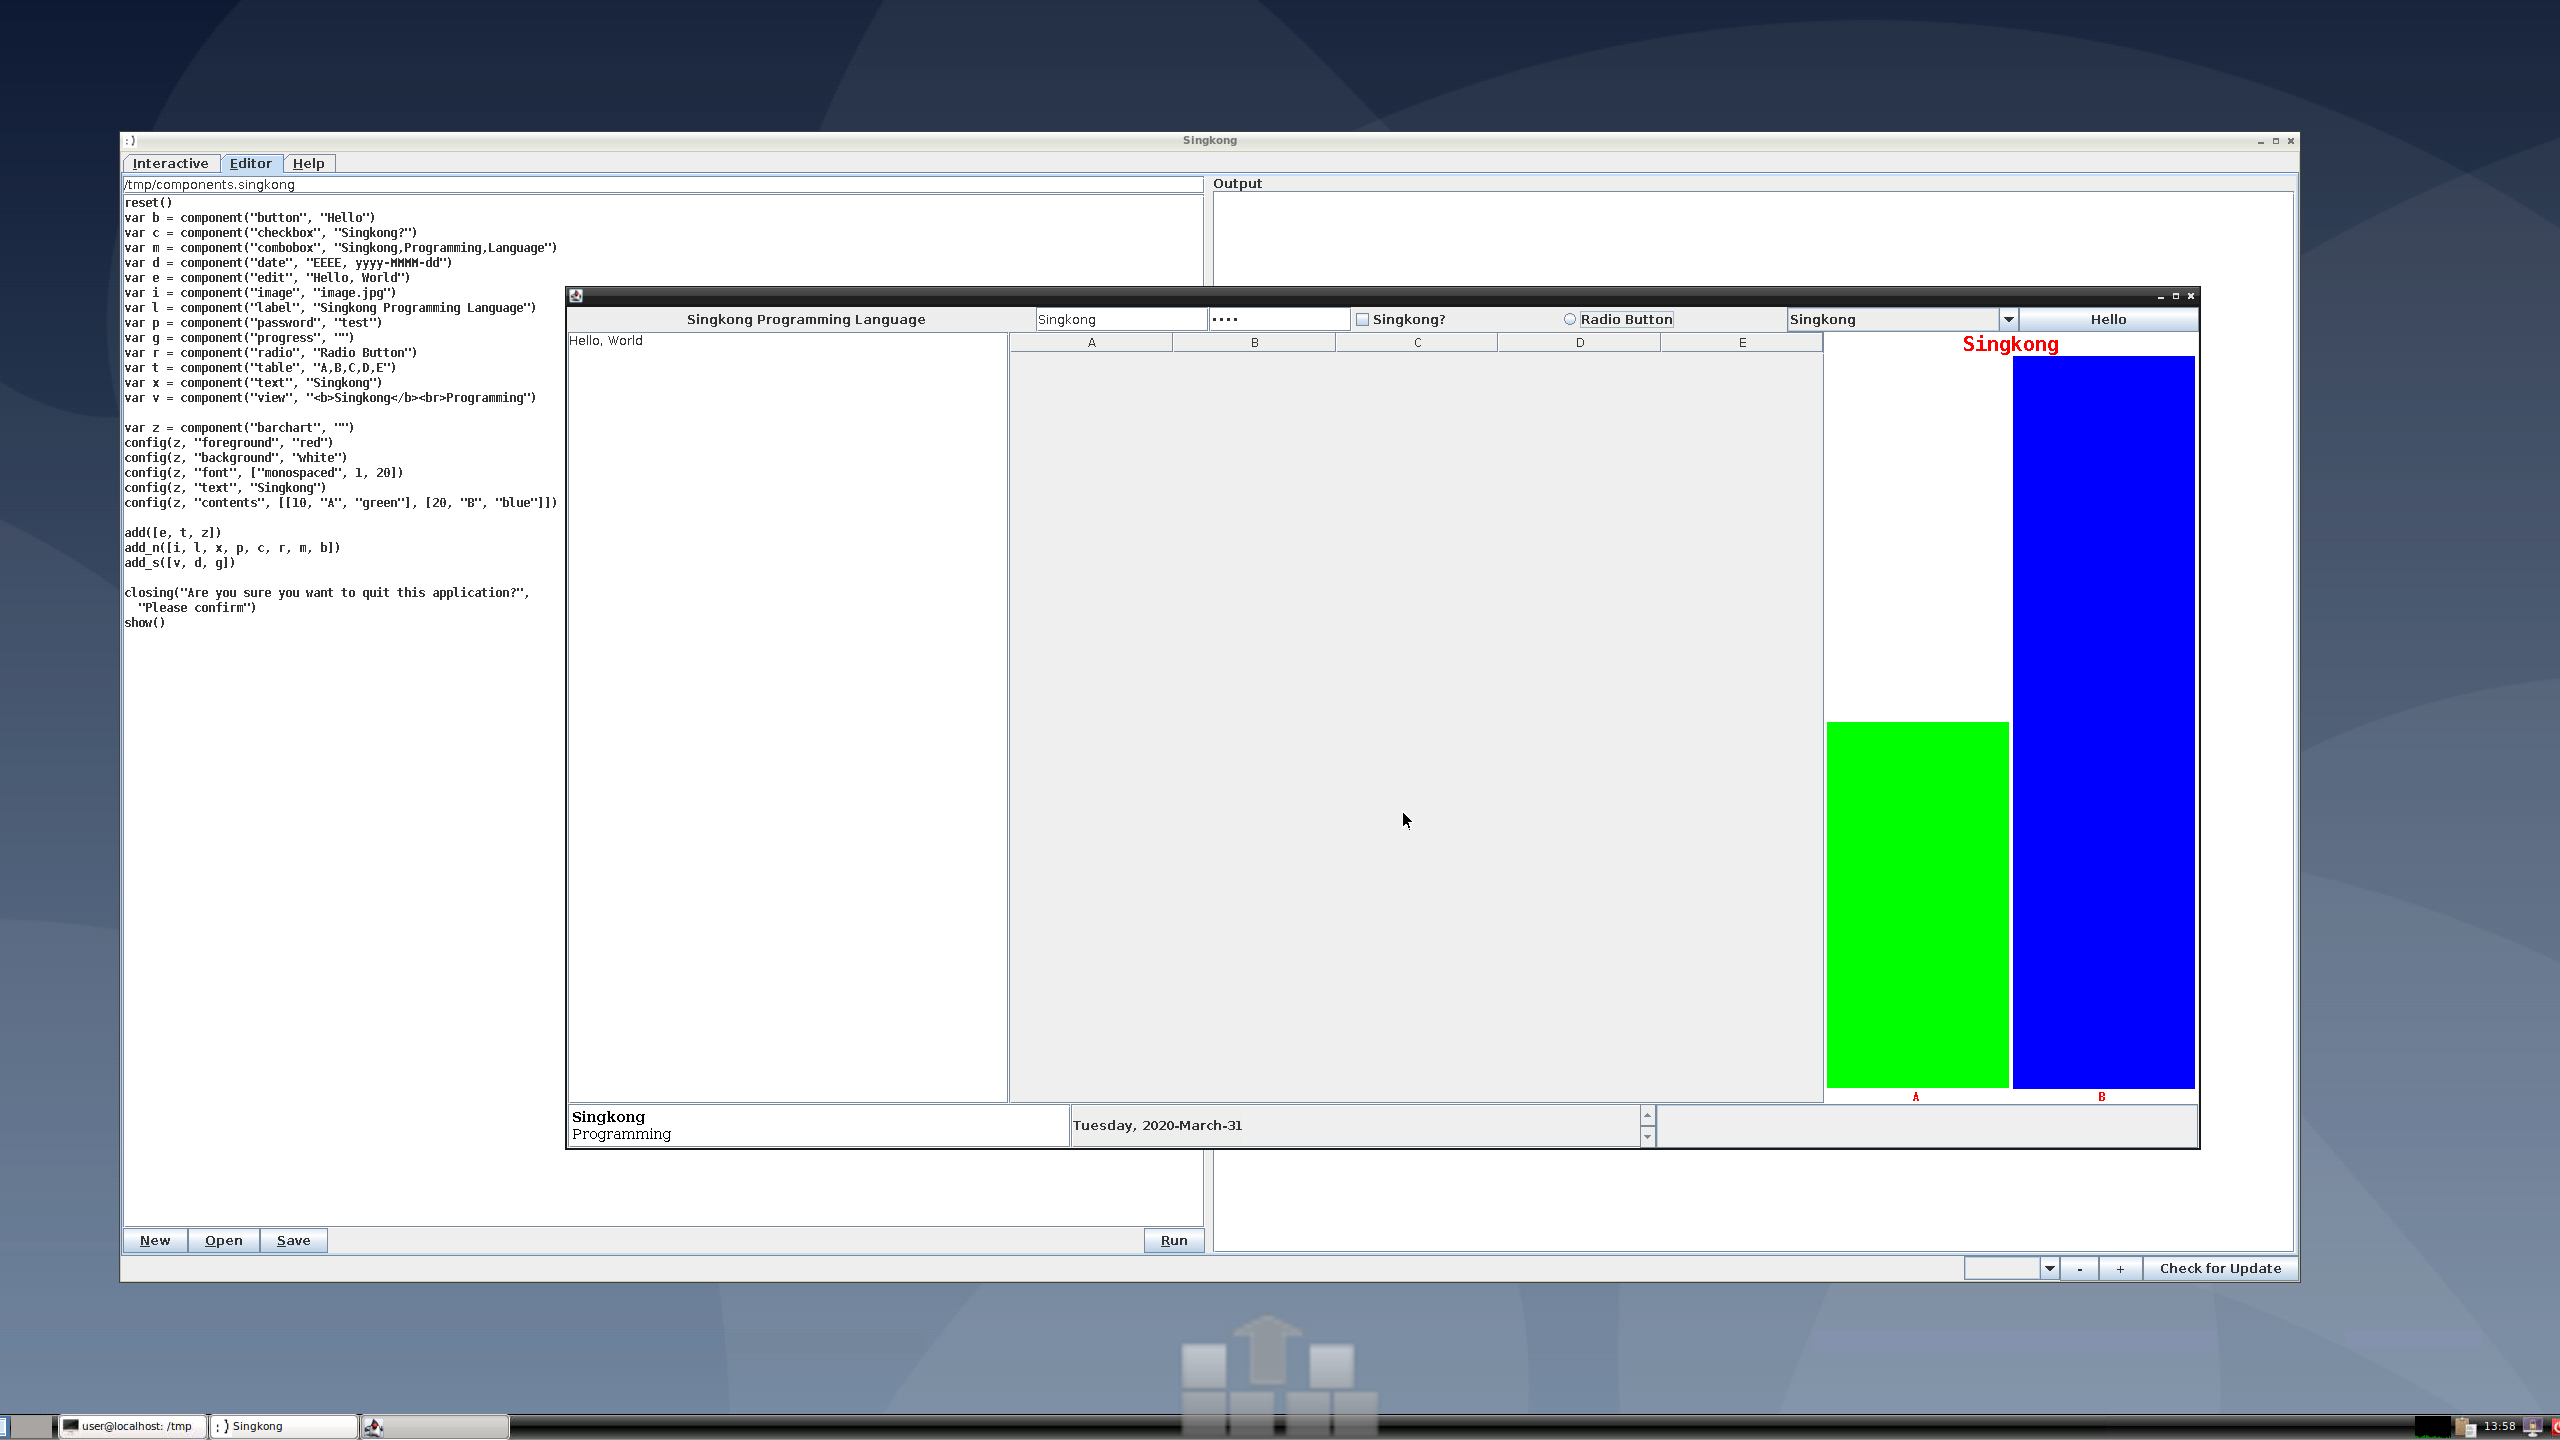 :)
Singkong
Interactive
Editor
Help
/tmp/components.singkong
Output
reset()
var b = component("button", "Hello")
var c = component("checkbox", "Singkong?")
var m = component("combobox", "Singkong,Programming,Language")
var d = component("date", "EEEE, yyyy-MMMM-dd")
var e = component("edit", "Hello, World")
var i = component("image", "image.jpg")
var l = component("label", "Singkong Programming Language")
var p = component("password", "test")
var g = component("progress", "")
var r = component("radio", "Radio Button")
var t = component("table", "A,B,C,D,E")
var x = component("text", "Singkong")
var v = component("view", "<b>Singkong</b><br>Programming")
var z = component("barchart", "")
config(z, "foreground", "red")
config(z, "background", "white")
config(z, "font", ["monospaced", 1, 20])
config(z, "text", "Singkong")
config(z, "contents", [[10, "A", "green"], [20, "B", "blue"]])
add([e, t, z])
add_n([i, l, x, p, c, r, m, b])
add_s([v, d, g])
closing("Are you sure you want to quit this application?",
"Please confirm")
show()
Singkong Programming Language
Singkong
••••
Singkong?
Radio Button
Singkong
Hello
Hello, World
A B C D E
Singkong
A B
Singkong
Programming
Tuesday, 2020-March-31
New
Open
Save
Run
-
+
Check for Update
user@localhost: /tmp
:) Singkong
13:58